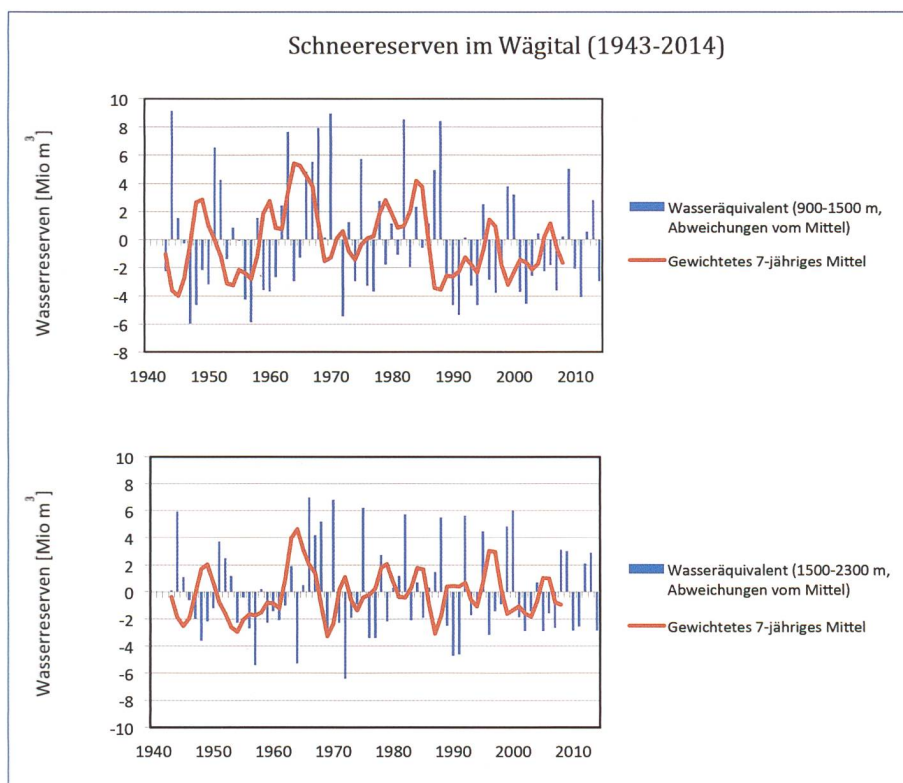 Schneereserven im Wägital (1943-2014)
Wasserreserven [Mio m³]
10
8
6
4
2
0
-2
-4
-6
-8
1940 1950 1960 1970 1980 1990 2000 2010
Wasseräquivalent (900-1500 m,
Abweichungen vom Mittel)
Gewichtetes 7-jähriges Mittel
Wasserreserven [Mio m³]
10
8
6
4
2
0
-2
-4
-6
-8
-10
1940 1950 1960 1970 1980 1990 2000 2010
Wasseräquivalent (1500-2300 m,
Abweichungen vom Mittel)
Gewichtetes 7-jähriges Mittel